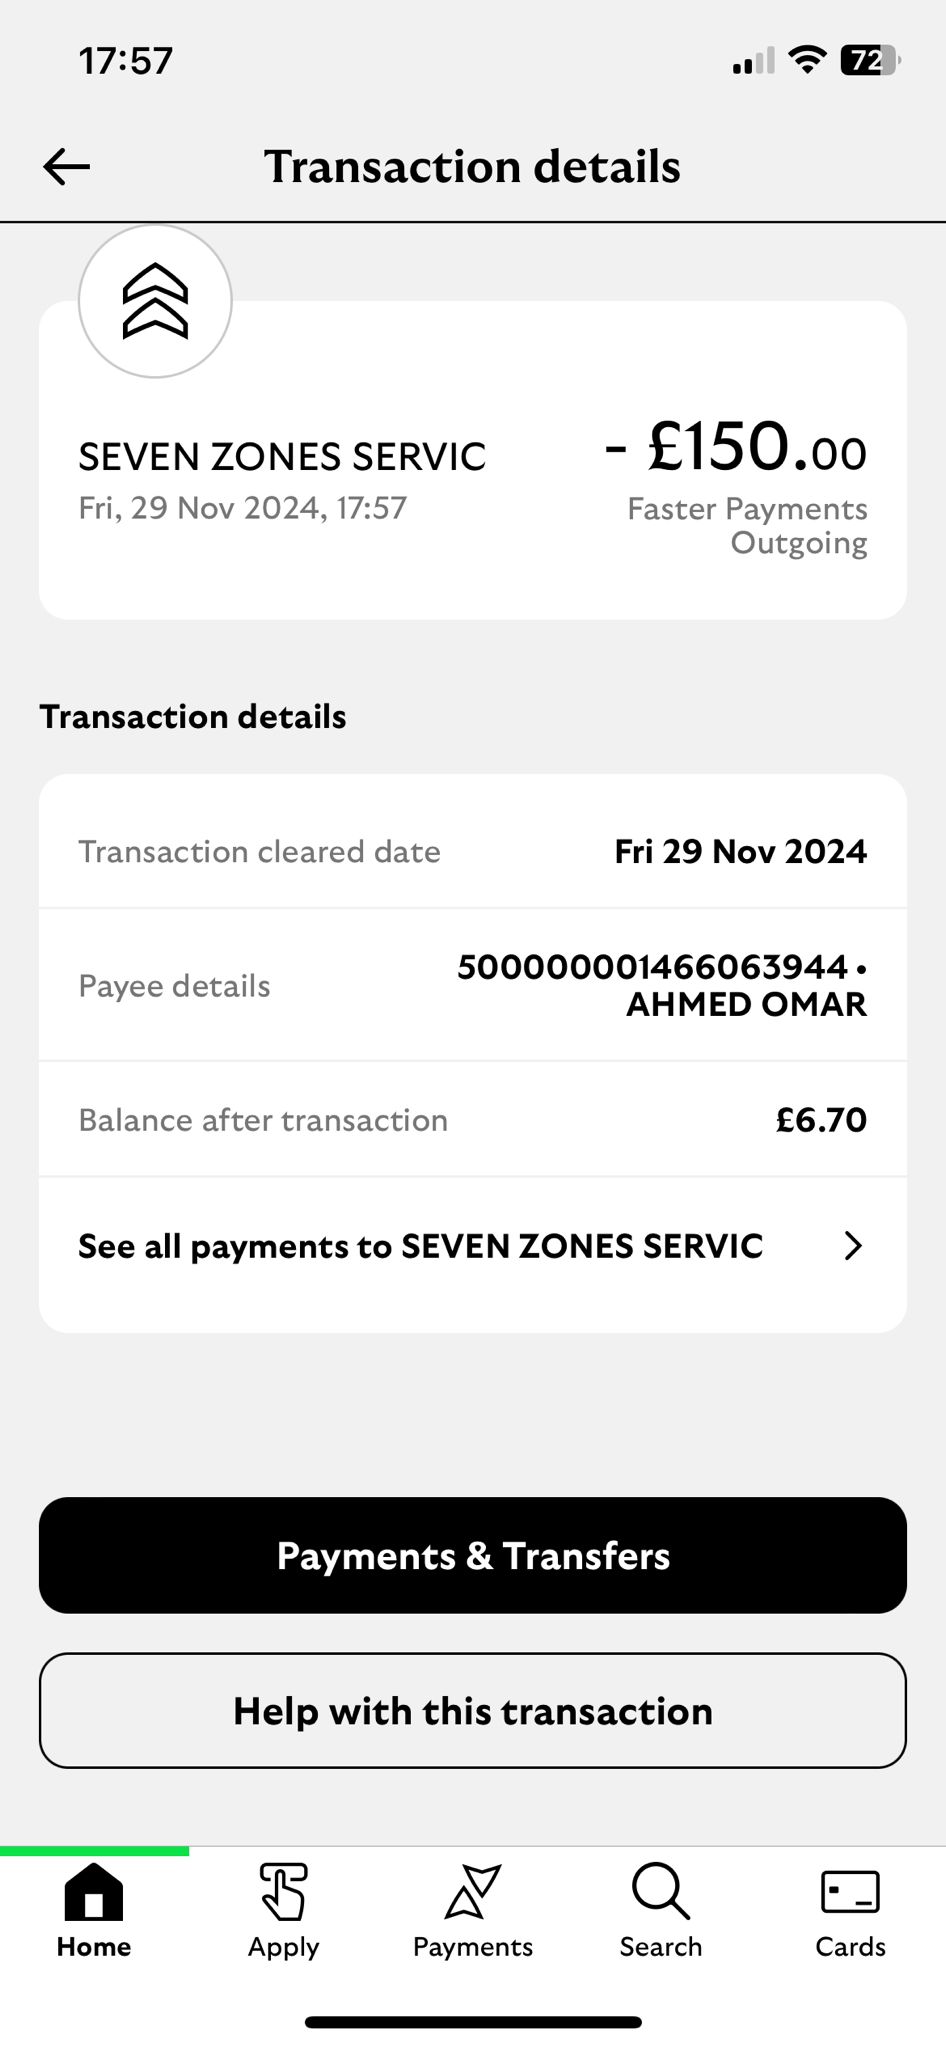 17:57
72
Transaction details
SEVEN ZONES SERVIC
- £150.00
Fri, 29 Nov 2024, 17:57
Faster Payments
Outgoing
Transaction details
Transaction cleared date
Fri 29 Nov 2024
Payee details
500000001466063944 •
AHMED OMAR
Balance after transaction
£6.70
See all payments to SEVEN ZONES SERVIC
Payments & Transfers
Help with this transaction
Home
Apply
Payments
Search
Cards